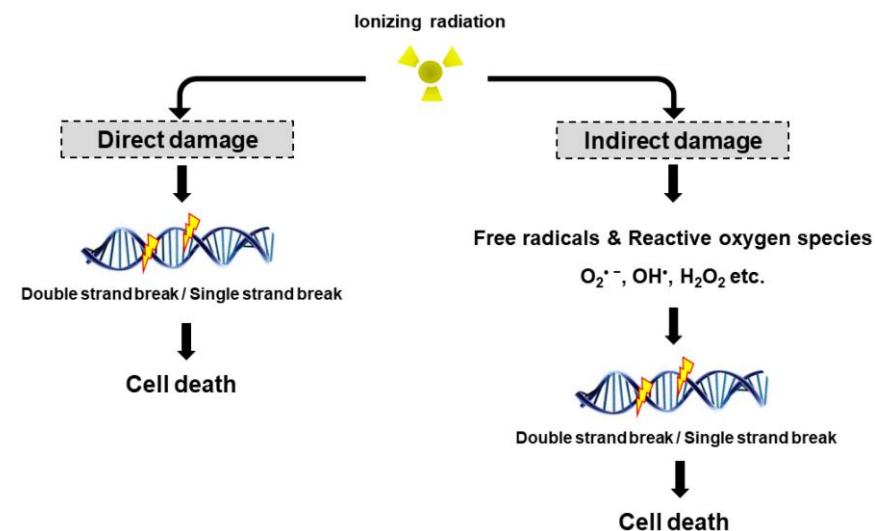 Ionizing radiation
Direct damage
Double strand break / Single strand break
Cell death
Indirect damage
Free radicals & Reactive oxygen species
O₂•⁻, OH•, H₂O₂ etc.
Double strand break / Single strand break
Cell death